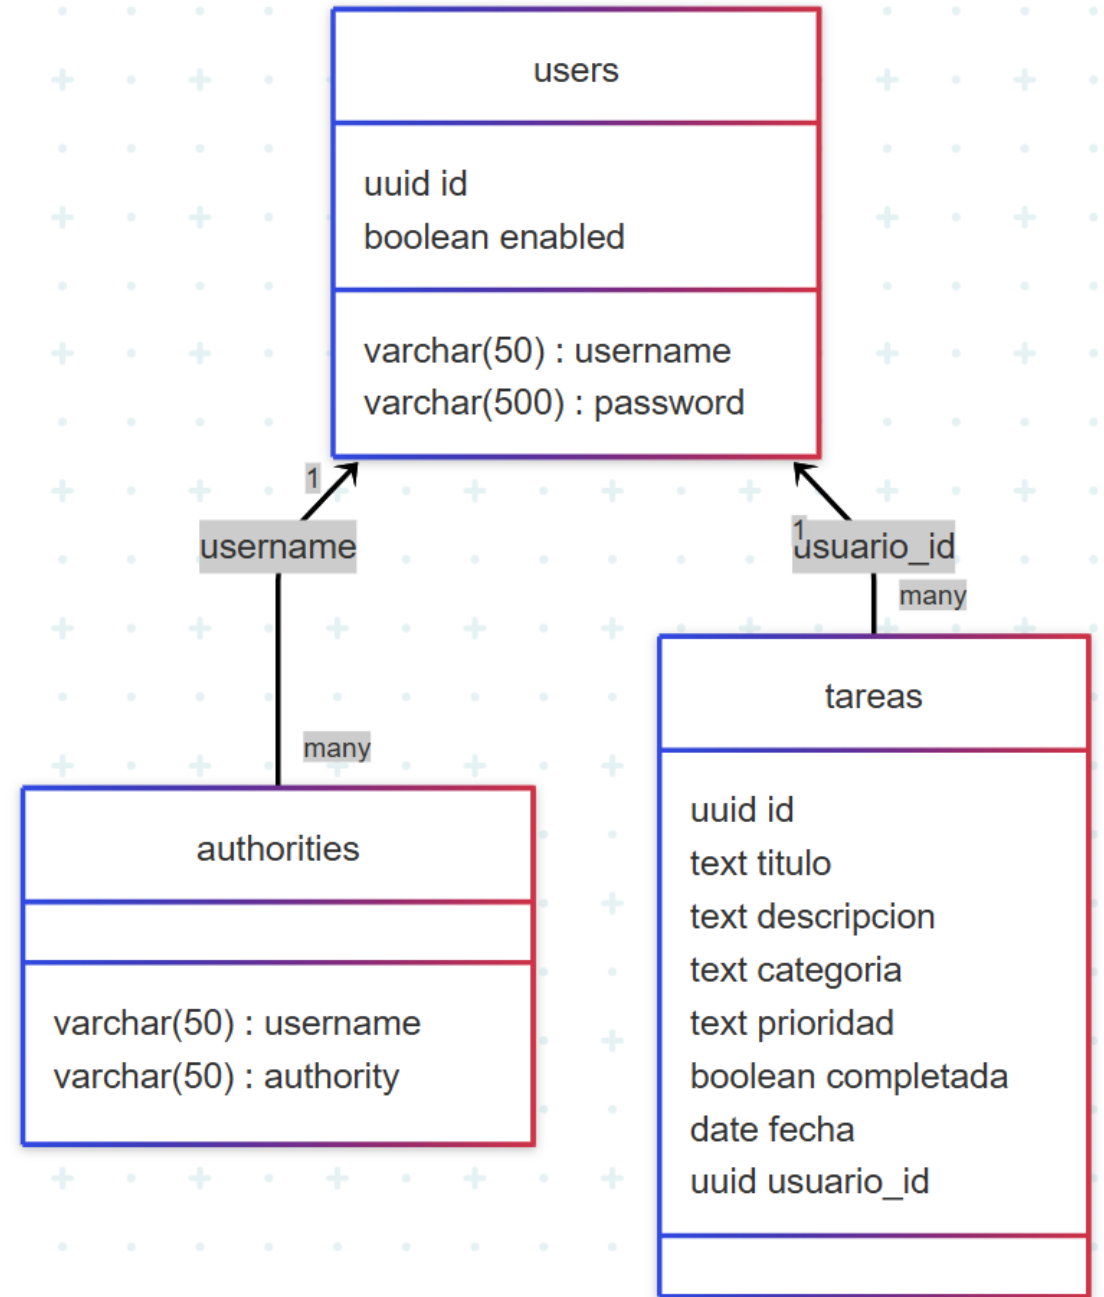 users
uuid id
boolean enabled
varchar(50) : username
varchar(500) : password
1
username
many
1
usuario_id
many
authorities
varchar(50) : username
varchar(50) : authority
tareas
uuid id
text titulo
text descripcion
text categoria
text prioridad
boolean completada
date fecha
uuid usuario_id